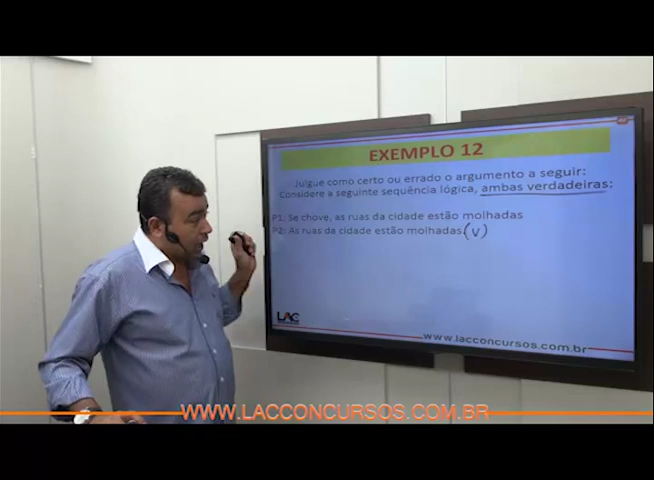 EXEMPLO 12
Julgue como certo ou errado o argumento a seguir:
Considere a seguinte sequência lógica, ambas verdadeiras:
P1: Se chove, as ruas da cidade estão molhadas
P2: As ruas da cidade estão molhadas (V)
LAC
www.lacconcursos.com.br
WWW.LACCONCURSOS.COM.BR